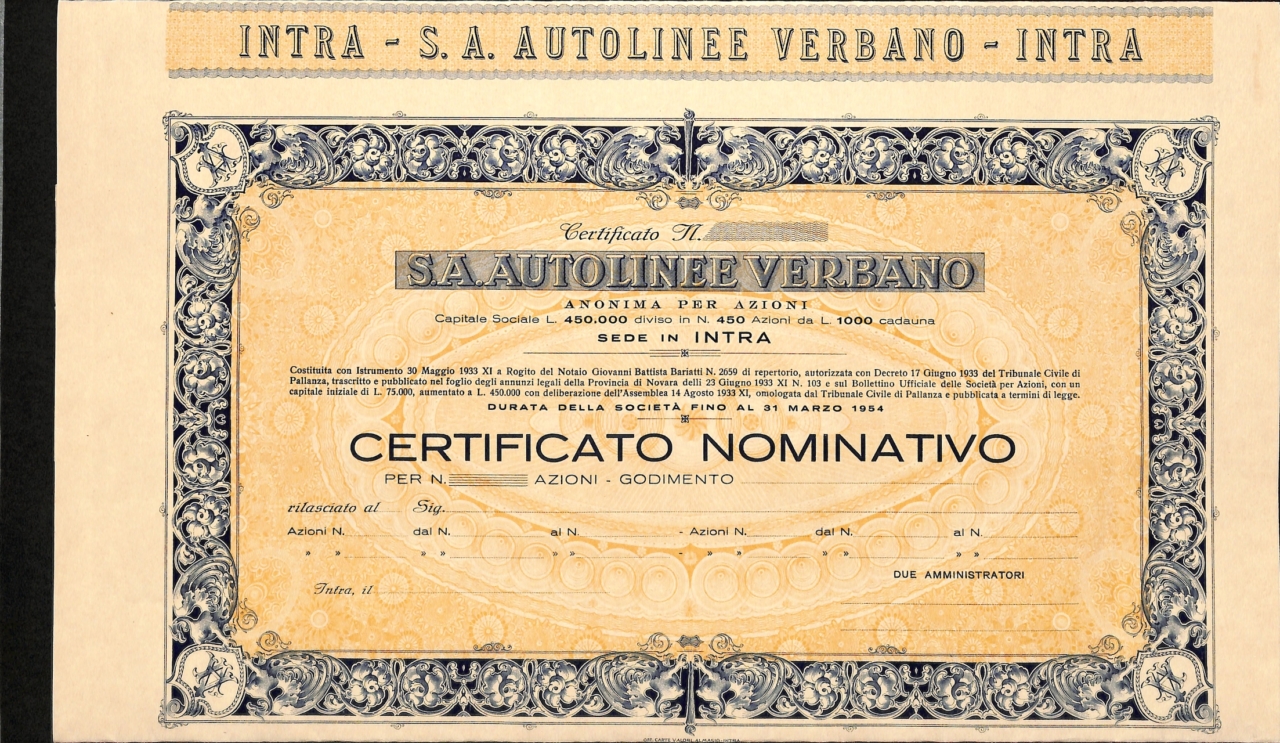 INTRA - S. A. AUTOLINEE VERBANO - INTRA
Certificato N.
S.A. AUTOLINEE VERBANO
ANONIMA PER AZIONI
Capitale Sociale L. 450.000 diviso in N. 450 Azioni da L. 1000 cadauna
SEDE IN INTRA
Costituita con Istrumento 30 Maggio 1933 XI a Rogito del Notaio Giovanni Battista Bariatti N. 2659 di repertorio, autorizzata con Decreto 17 Giugno 1933 del Tribunale Civile di
Pallanza, trascritto e pubblicato nel foglio degli annunzi legali della Provincia di Novara delli 23 Giugno 1933 XI N. 103 e sul Bollettino Ufficiale delle Società per Azioni, con un
capitale iniziale di L. 75.000, aumentato a L. 450.000 con deliberazione dell'Assemblea 14 Agosto 1933 XI, omologata dal Tribunale Civile di Pallanza e pubblicata a termini di legge.
DURATA DELLA SOCIETÀ FINO AL 31 MARZO 1954
CERTIFICATO NOMINATIVO
PER N. AZIONI - GODIMENTO
rilasciato al Sig.
Azioni N. dal N. al N. - Azioni N. dal N. al N.
» » » » » » - » » » » » »
DUE AMMINISTRATORI
Intra, il